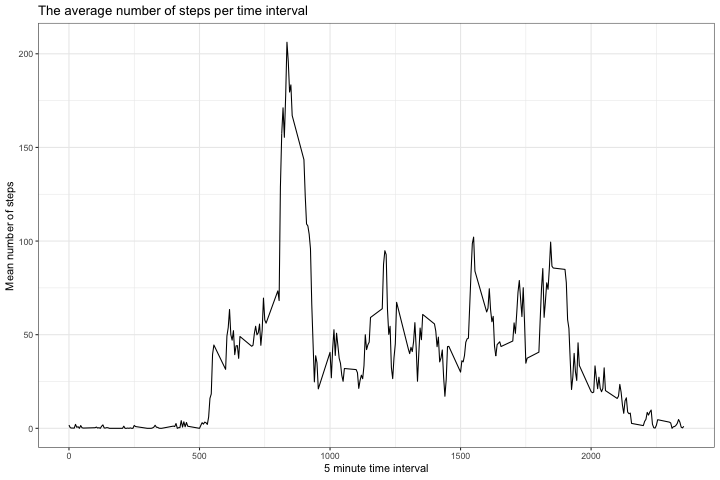 The average number of steps per time interval
200
150
100
50
0
Mean number of steps
0 500 1000 1500 2000
5 minute time interval